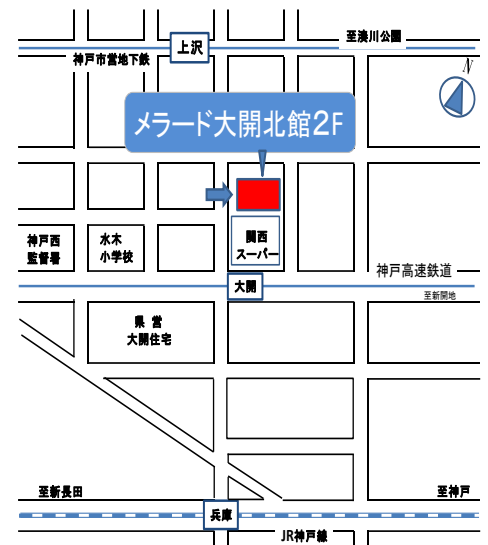 至湊川公園
上沢
神戸市営地下鉄
N
メラード大開北館2F
神戸西
監督署
水木
小学校
関西
スーパー
神戸高速鉄道
大開
至新開地
県営
大開住宅
至新長田
至神戸
兵庫
JR神戸線